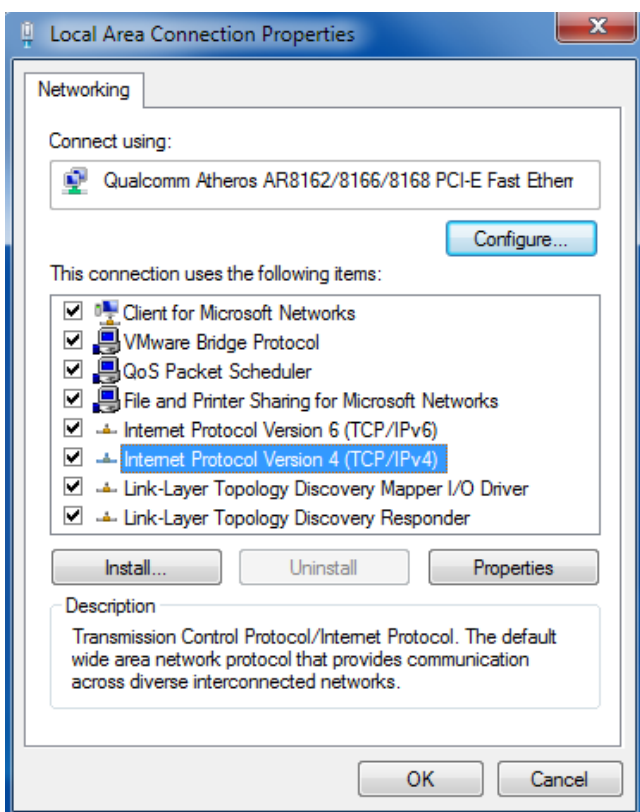 Local Area Connection Properties
Networking
Connect using:
Qualcomm Atheros AR8162/8166/8168 PCI-E Fast
Configure...
This connection uses the following items:
Client for Microsoft Networks
VMware Bridge Protocol
QoS Packet Scheduler
File and Printer Sharing for Microsoft Networks
Internet Protocol Version 6 (TCP/IPv6)
Internet Protocol Version 4 (TCP/IPv4)
Link-Layer Topology Discovery Mapper I/O Driver
Link-Layer Topology Discovery Responder
Install...
Uninstall
Properties
Description
Transmission Control Protocol/Internet Protocol. The default
wide area network protocol that provides communication
across diverse interconnected networks.
OK
Cancel